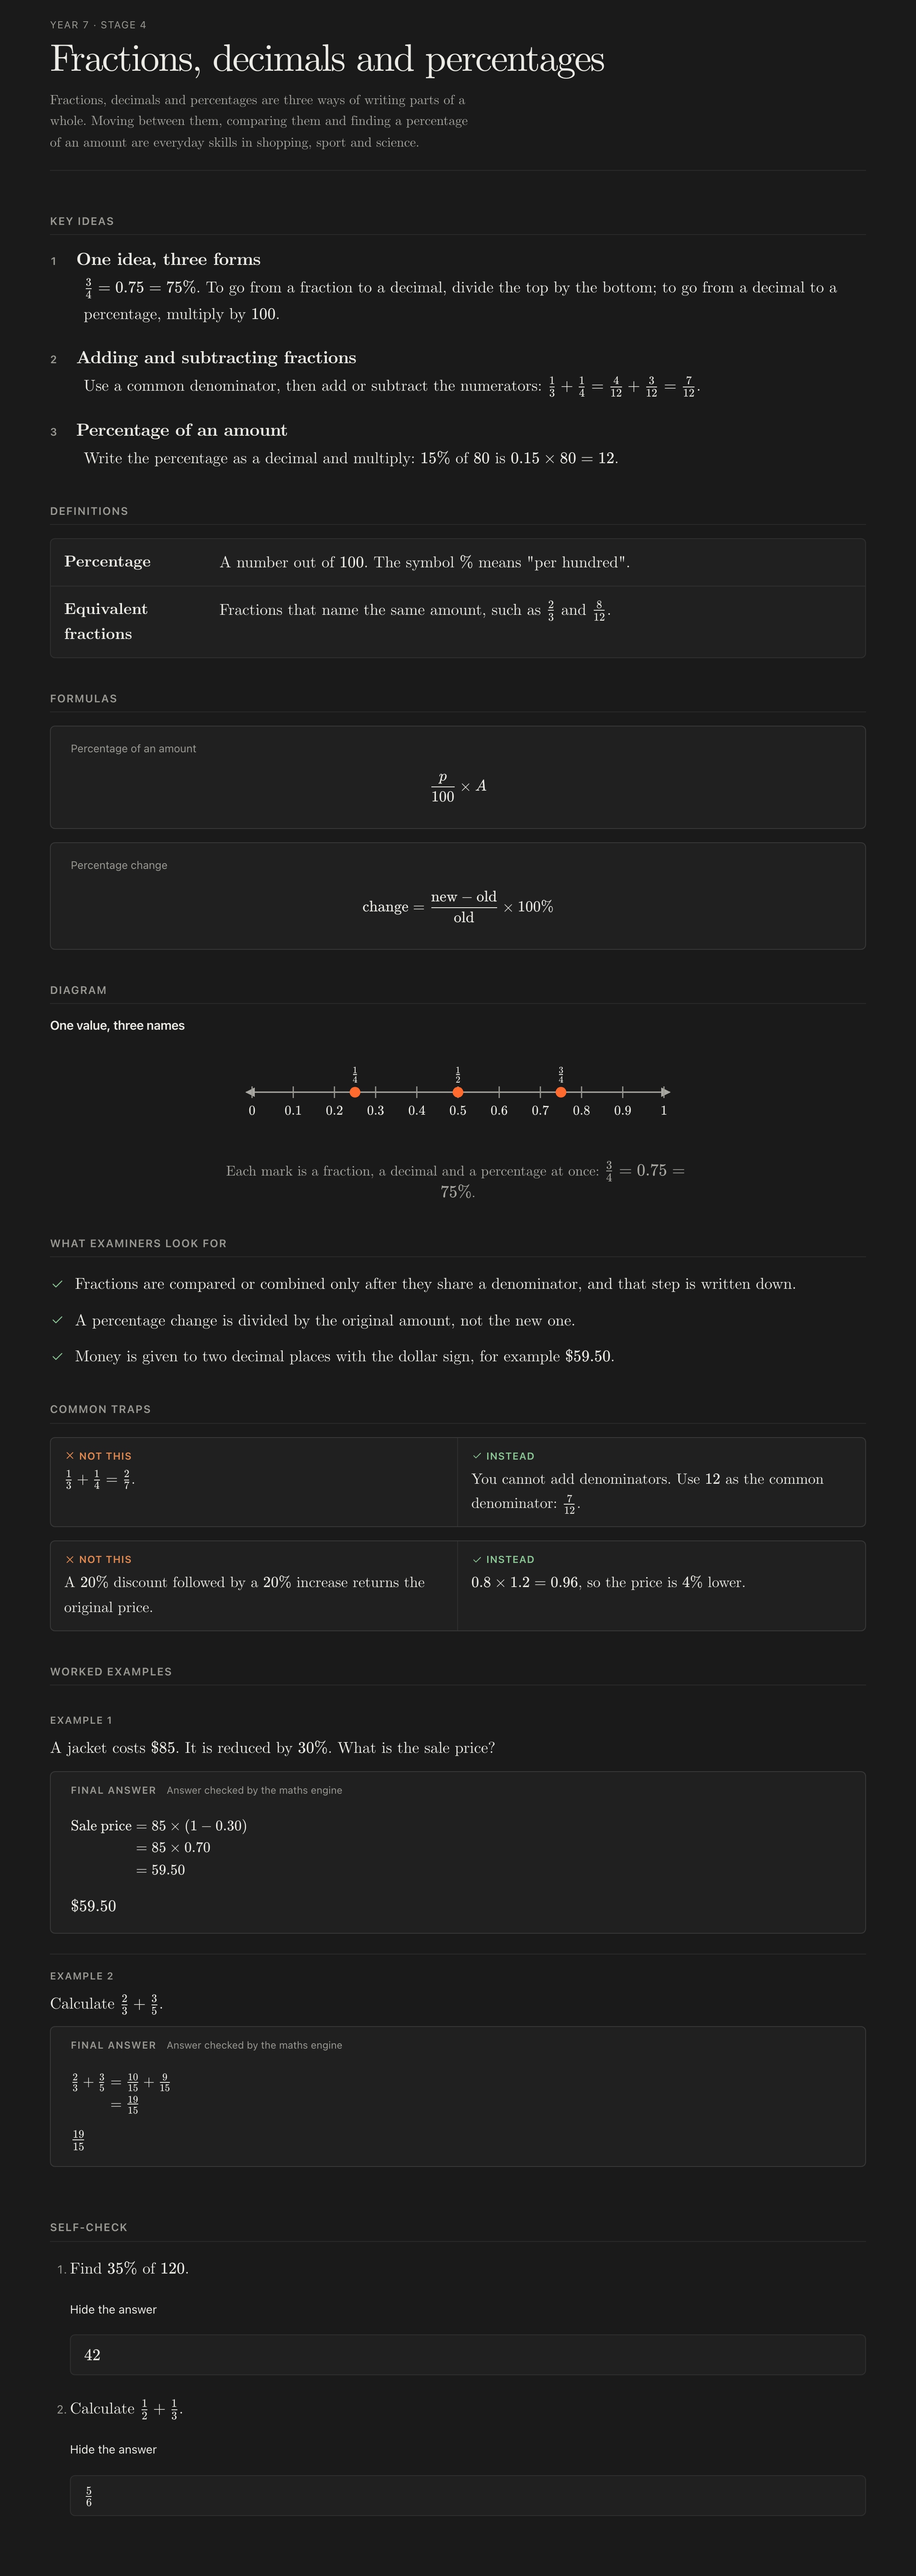 YEAR 7 · STAGE 4
Fractions, decimals and percentages
Fractions, decimals and percentages are three ways of writing parts of a
whole. Moving between them, comparing them and finding a percentage
of an amount are everyday skills in shopping, sport and science.
KEY IDEAS
1 One idea, three forms
3/4 = 0.75 = 75%. To go from a fraction to a decimal, divide the top by the bottom; to go from a decimal to a
percentage, multiply by 100.
2 Adding and subtracting fractions
Use a common denominator, then add or subtract the numerators: 1/3 + 1/4 = 4/12 + 3/12 = 7/12.
3 Percentage of an amount
Write the percentage as a decimal and multiply: 15% of 80 is 0.15 × 80 = 12.
DEFINITIONS
Percentage A number out of 100. The symbol % means "per hundred".
Equivalent Fractions that name the same amount, such as 2/3 and 8/12.
fractions
FORMULAS
Percentage of an amount
p/100 × A
Percentage change
change = (new − old)/old × 100%
DIAGRAM
One value, three names
1/4 1/2 3/4
0 0.1 0.2 0.3 0.4 0.5 0.6 0.7 0.8 0.9 1
Each mark is a fraction, a decimal and a percentage at once: 3/4 = 0.75 =
75%.
WHAT EXAMINERS LOOK FOR
✓ Fractions are compared or combined only after they share a denominator, and that step is written down.
✓ A percentage change is divided by the original amount, not the new one.
✓ Money is given to two decimal places with the dollar sign, for example $59.50.
COMMON TRAPS
✕ NOT THIS
1/3 + 1/4 = 2/7.
✓ INSTEAD
You cannot add denominators. Use 12 as the common
denominator: 7/12.
✕ NOT THIS
A 20% discount followed by a 20% increase returns the
original price.
✓ INSTEAD
0.8 × 1.2 = 0.96, so the price is 4% lower.
WORKED EXAMPLES
EXAMPLE 1
A jacket costs $85. It is reduced by 30%. What is the sale price?
FINAL ANSWER Answer checked by the maths engine
Sale price = 85 × (1 − 0.30)
= 85 × 0.70
= 59.50
$59.50
EXAMPLE 2
Calculate 2/3 + 3/5.
FINAL ANSWER Answer checked by the maths engine
2/3 + 3/5 = 10/15 + 9/15
= 19/15
19/15
SELF-CHECK
1. Find 35% of 120.
Hide the answer
42
2. Calculate 1/2 + 1/3.
Hide the answer
5/6